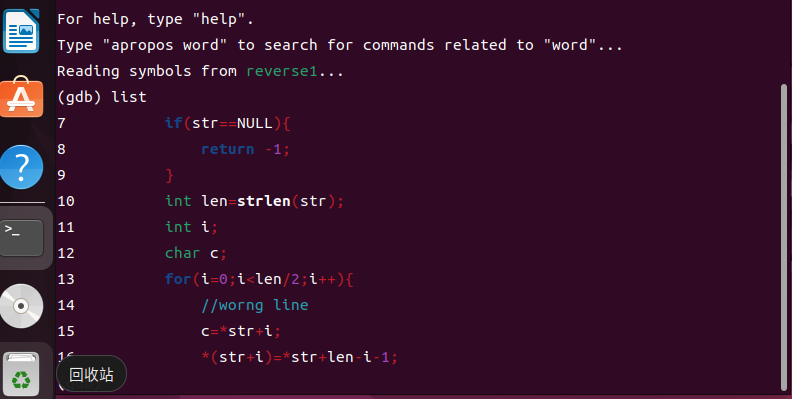 For help, type "help".
Type "apropos word" to search for commands related to "word"...
Reading symbols from reverse1...
(gdb) list
7 if(str==NULL){
8 return -1;
9 }
10 int len=strlen(str);
11 int i;
12 char c;
13 for(i=0;i<len/2;i++){
14 //worng line
15 c=*str+i;
16 *(str+i)=*str+len-i-1;
回收站